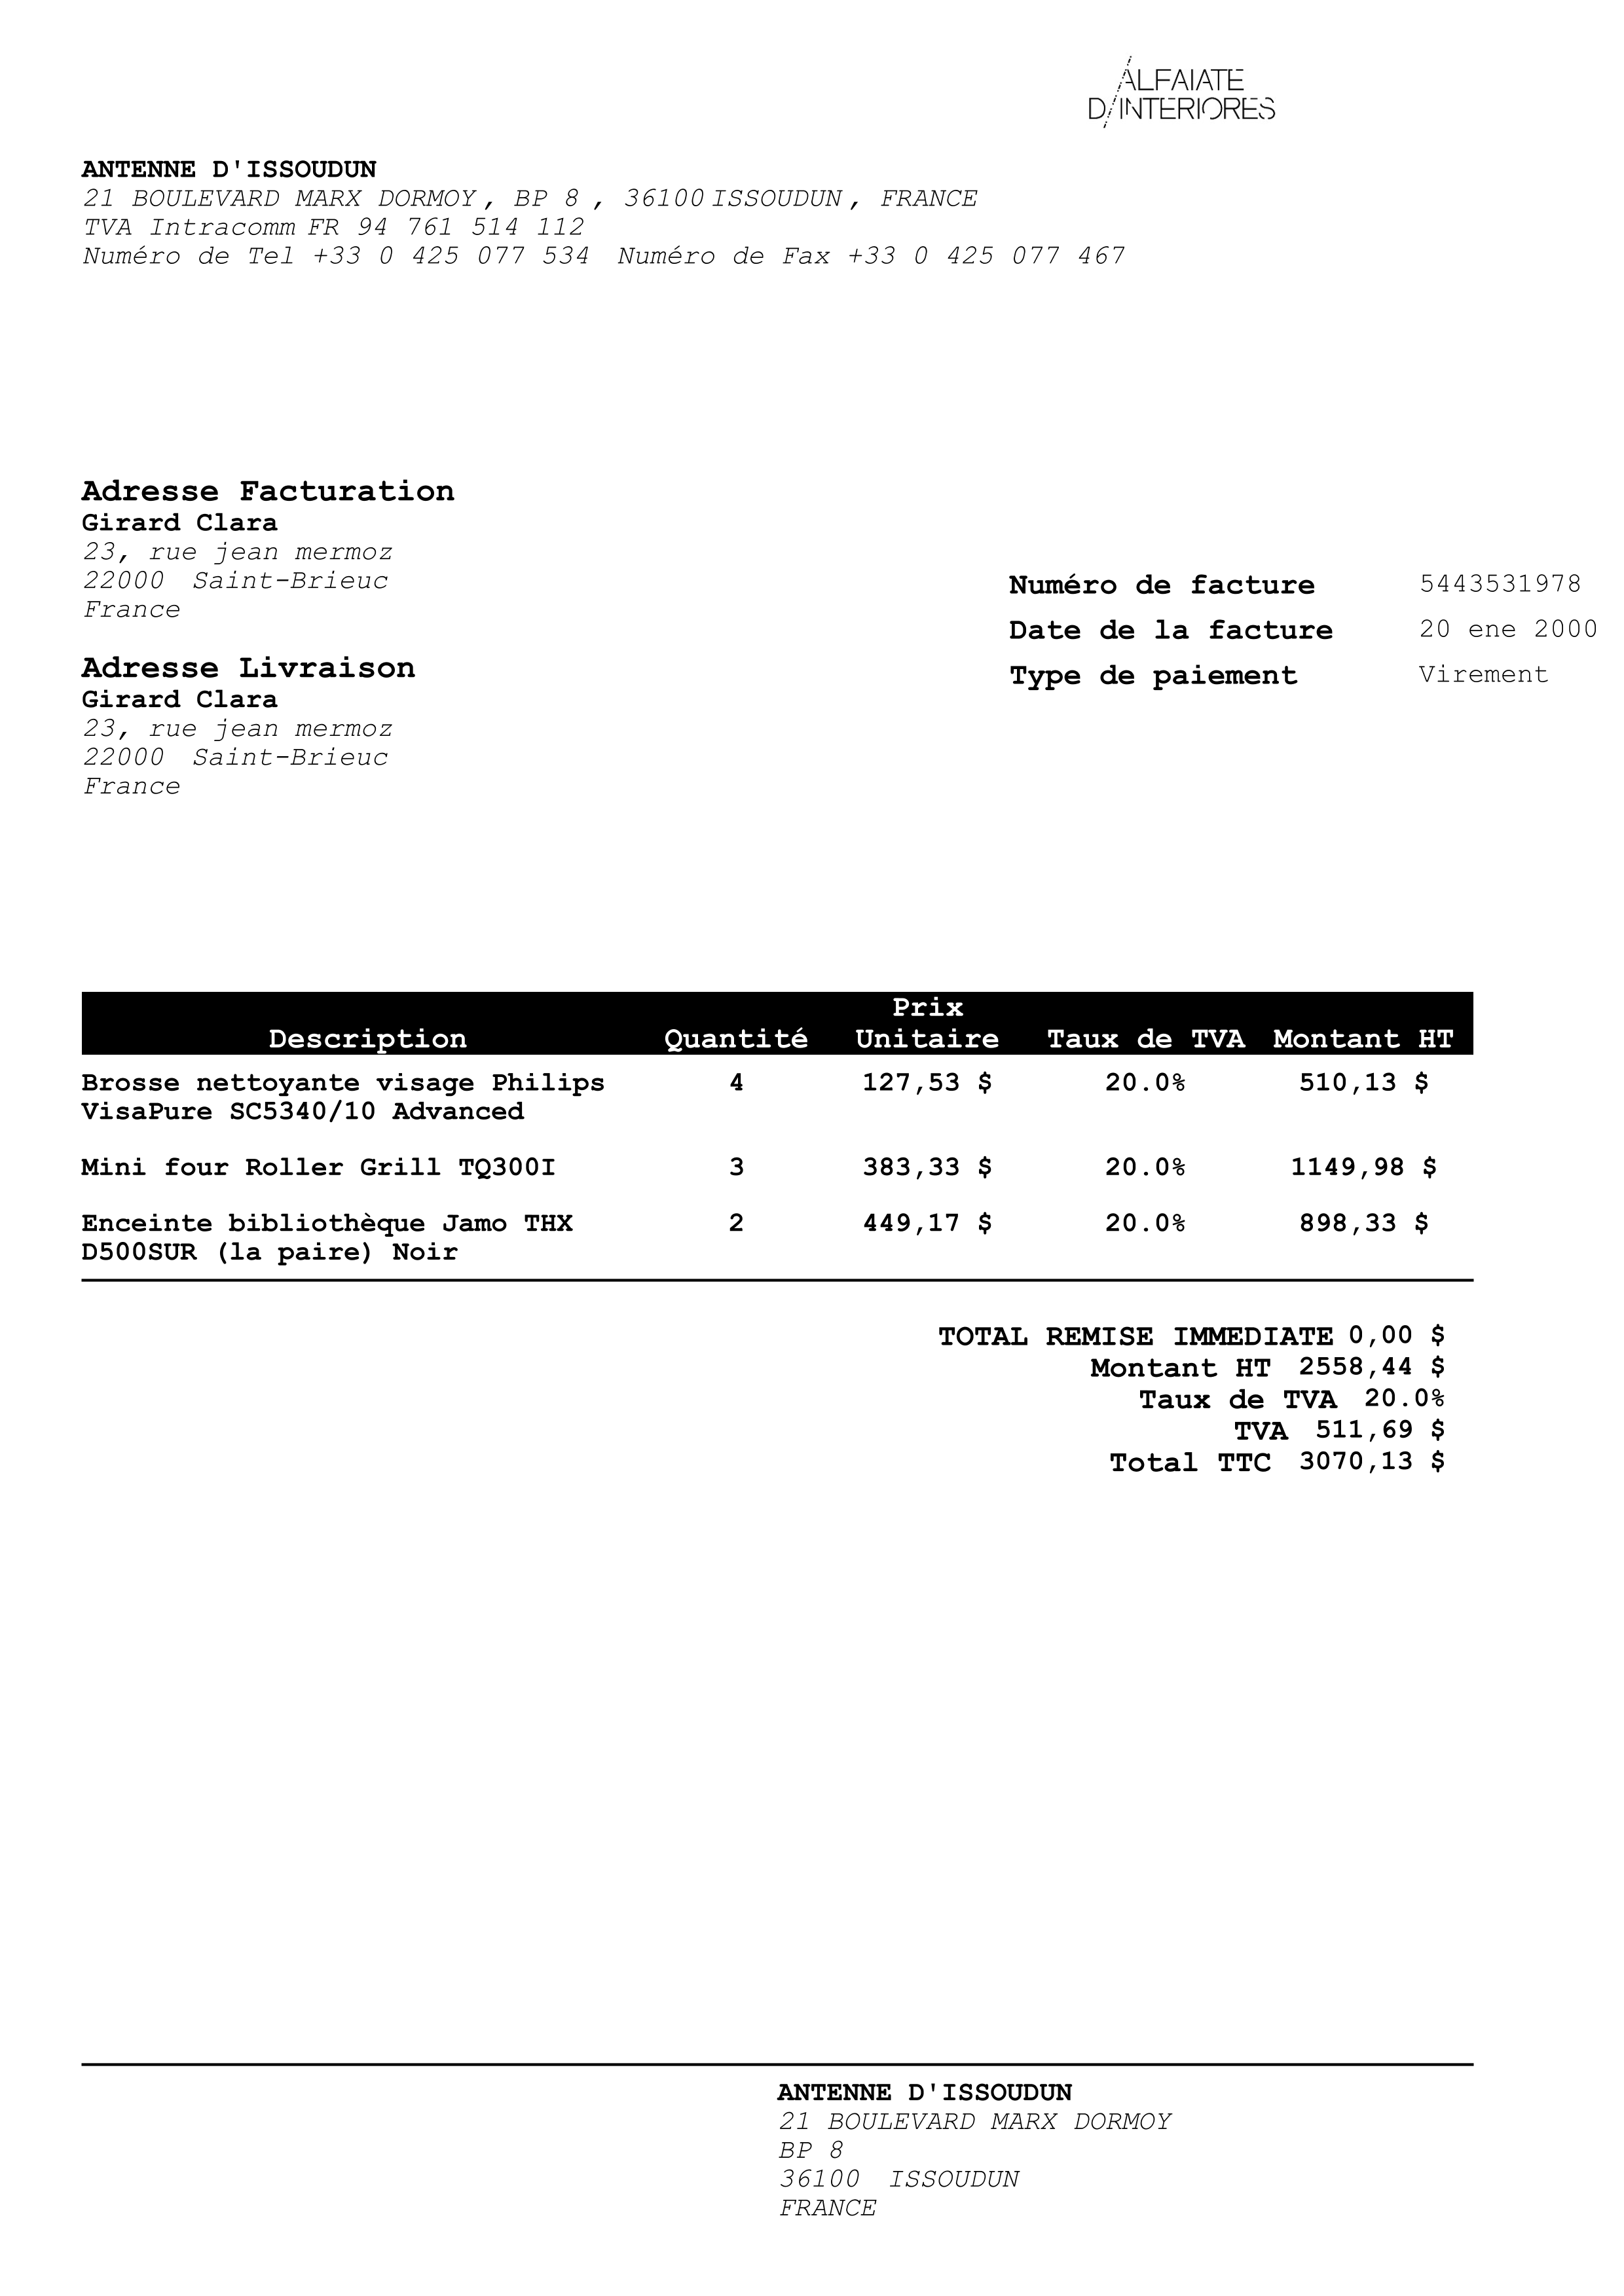 ALFAIATE
D/INTERIORES
ANTENNE D'ISSOUDUN
21 BOULEVARD MARX DORMOY, BP 8 , 36100 ISSOUDUN, FRANCE
TVA Intracomm FR 94 761 514 112
Numéro de Tel +33 0 425 077 534 Numéro de Fax +33 0 425 077 467
Adresse Facturation
Girard Clara
23, rue jean mermoz
22000 Saint-Brieuc
France
Numéro de facture 5443531978
Date de la facture 20 ene 2000
Type de paiement Virement
Adresse Livraison
Girard Clara
23, rue jean mermoz
22000 Saint-Brieuc
France
Prix
Description Quantité Unitaire Taux de TVA Montant HT
Brosse nettoyante visage Philips 4 127,53 $ 20.0% 510,13 $
VisaPure SC5340/10 Advanced
Mini four Roller Grill TQ300I 3 383,33 $ 20.0% 1149,98 $
Enceinte bibliothèque Jamo THX 2 449,17 $ 20.0% 898,33 $
D500SUR (la paire) Noir
TOTAL REMISE IMMEDIATE 0,00 $
Montant HT 2558,44 $
Taux de TVA 20.0%
TVA 511,69 $
Total TTC 3070,13 $
ANTENNE D'ISSOUDUN
21 BOULEVARD MARX DORMOY
BP 8
36100 ISSOUDUN
FRANCE